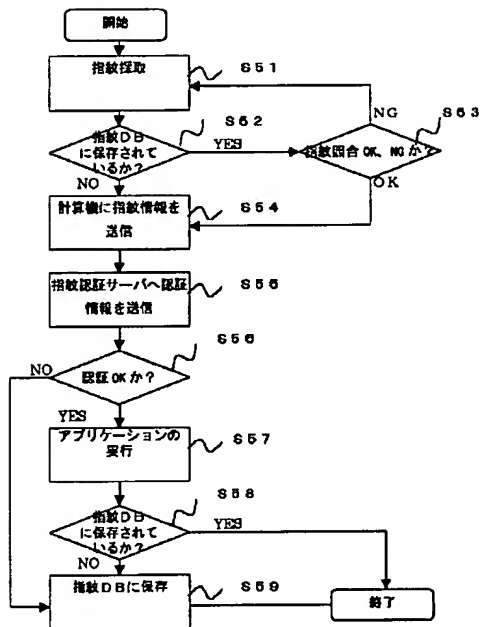 開始
指紋採取
S51
指紋DB
に保存されて
いるか?
S52
YES
NO
NG
S53
指紋照合OK、NGか?
OK
計算機に指紋情報を
送信
S54
指紋認証サーバへ認証
情報を送信
S55
S56
NO
認証OKか?
YES
アプリケーションの
実行
S57
S58
指紋DB
に保存されて
いるか?
YES
NO
指紋DBに保存
S59
終了